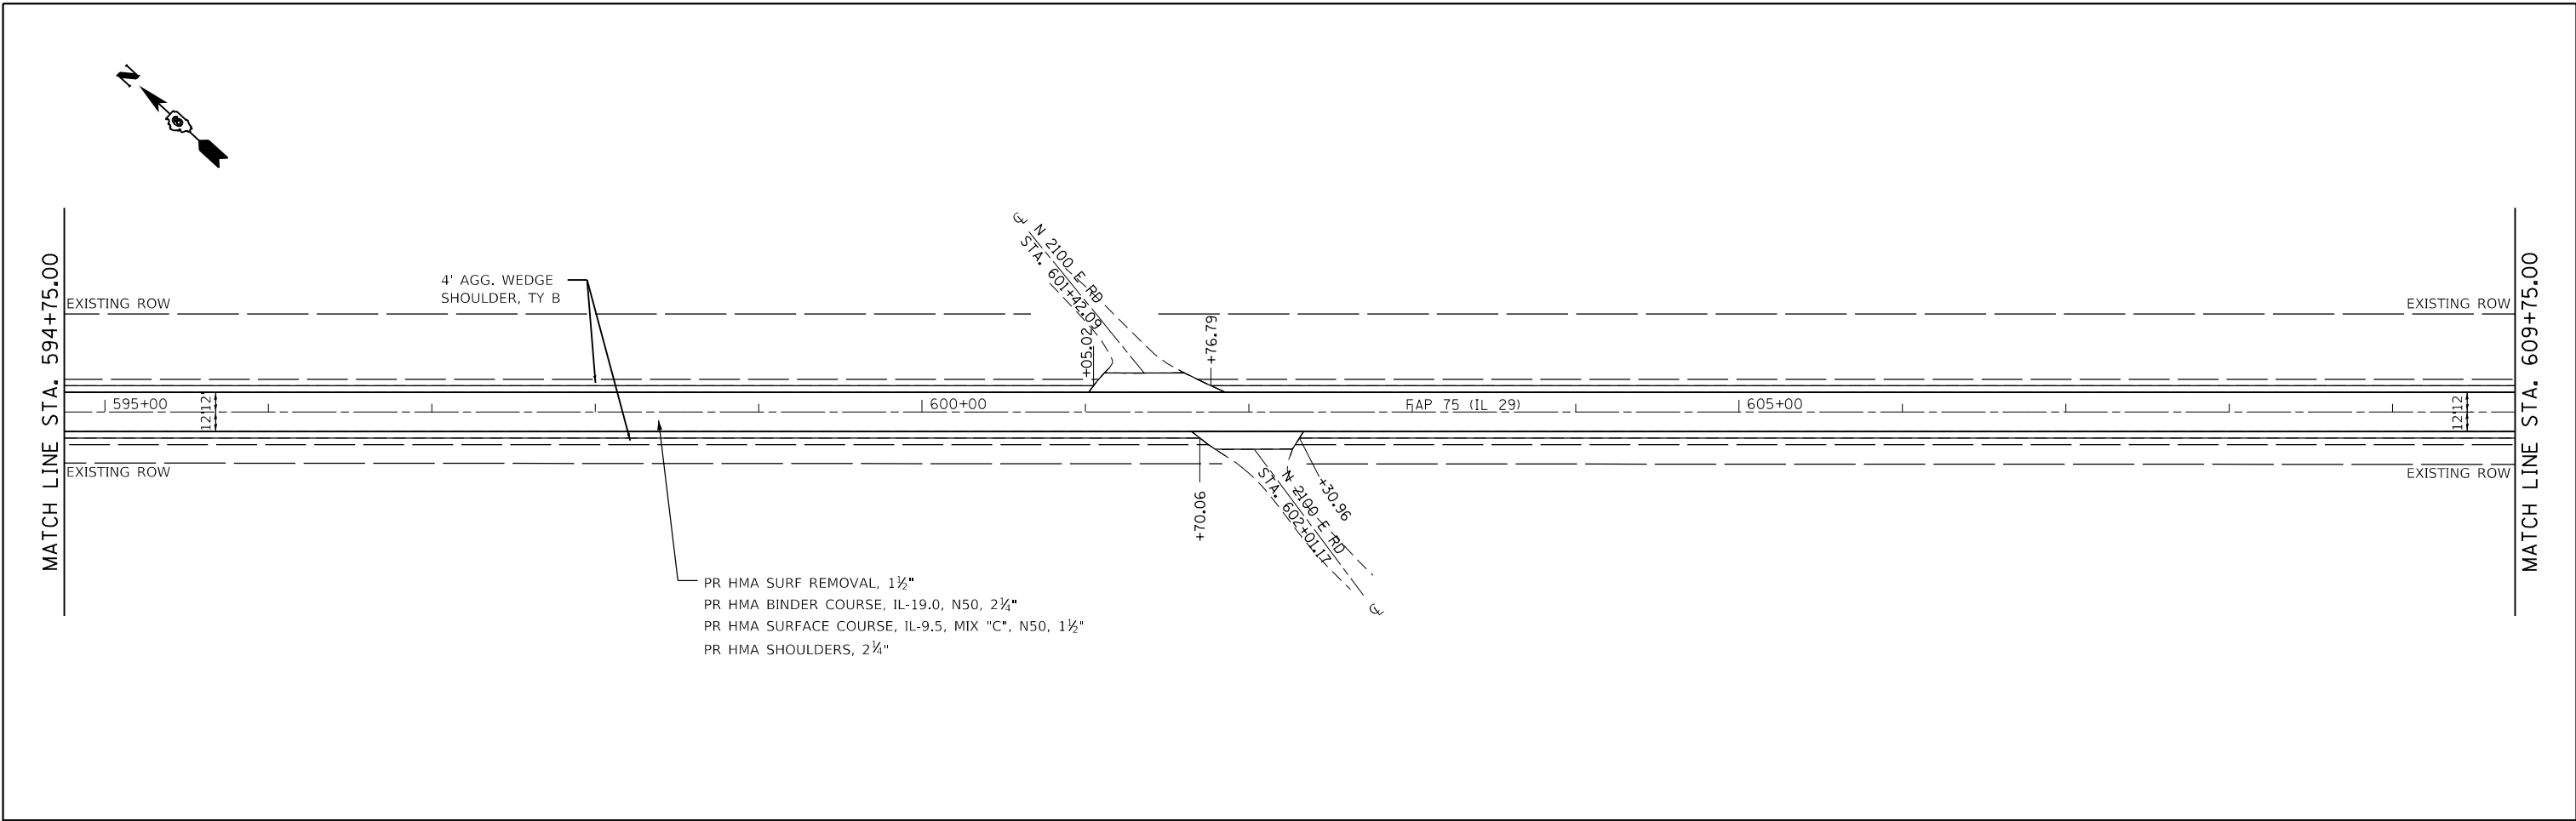 N
MATCH LINE STA. 594+75.00
EXISTING ROW
4' AGG. WEDGE
SHOULDER, TY B
℄ N 2100 E RD
STA. 601+42.09
+05.02
+76.79
EXISTING ROW
MATCH LINE STA. 609+75.00
595+00
12'
12'
600+00
FAP 75 (IL 29)
605+00
12'
12'
EXISTING ROW
+70.06
N 2100 E RD ℄
STA. 602+01.17
+30.96
EXISTING ROW
PR HMA SURF REMOVAL, 1½"
PR HMA BINDER COURSE, IL-19.0, N50, 2¼"
PR HMA SURFACE COURSE, IL-9.5, MIX "C", N50, 1½"
PR HMA SHOULDERS, 2¼"